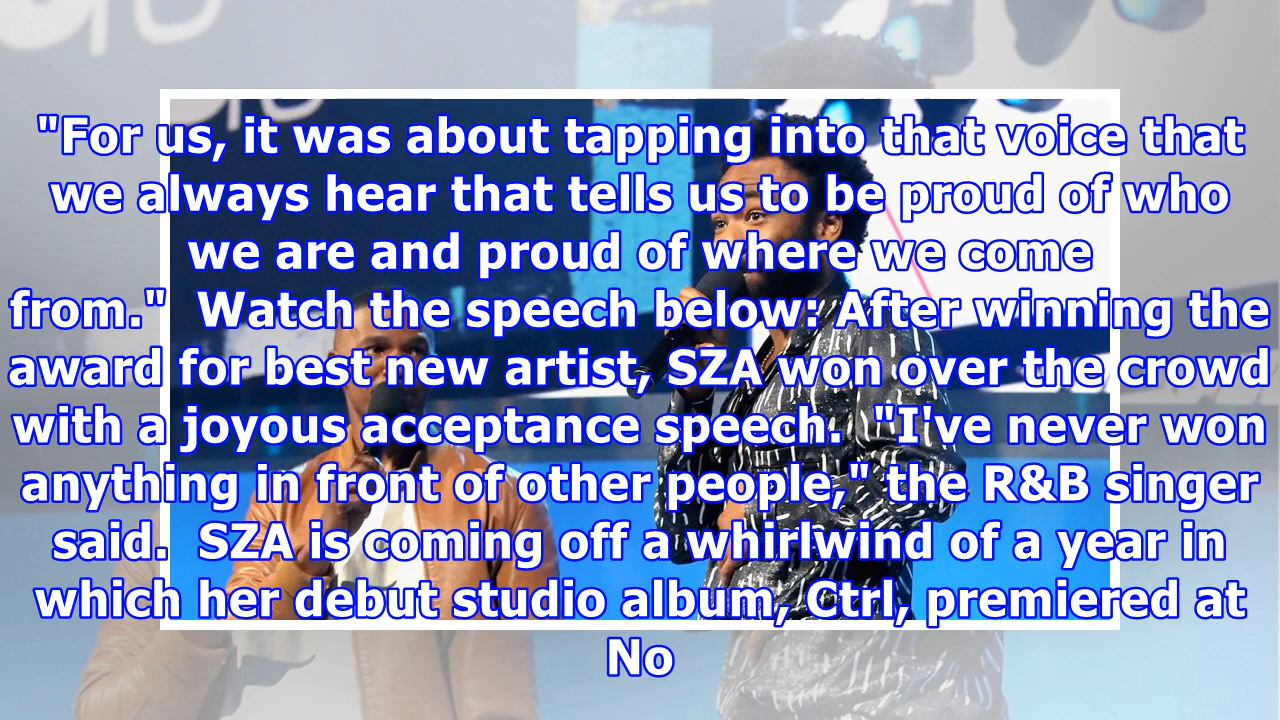 "For us, it was about tapping into that voice that
we always hear that tells us to be proud of who
we are and proud of where we come
from."  Watch the speech below: After winning the
award for best new artist, SZA won over the crowd
with a joyous acceptance speech.  "I've never won
anything in front of other people," the R&B singer
said.  SZA is coming off a whirlwind of a year in
which her debut studio album, Ctrl, premiered at
No